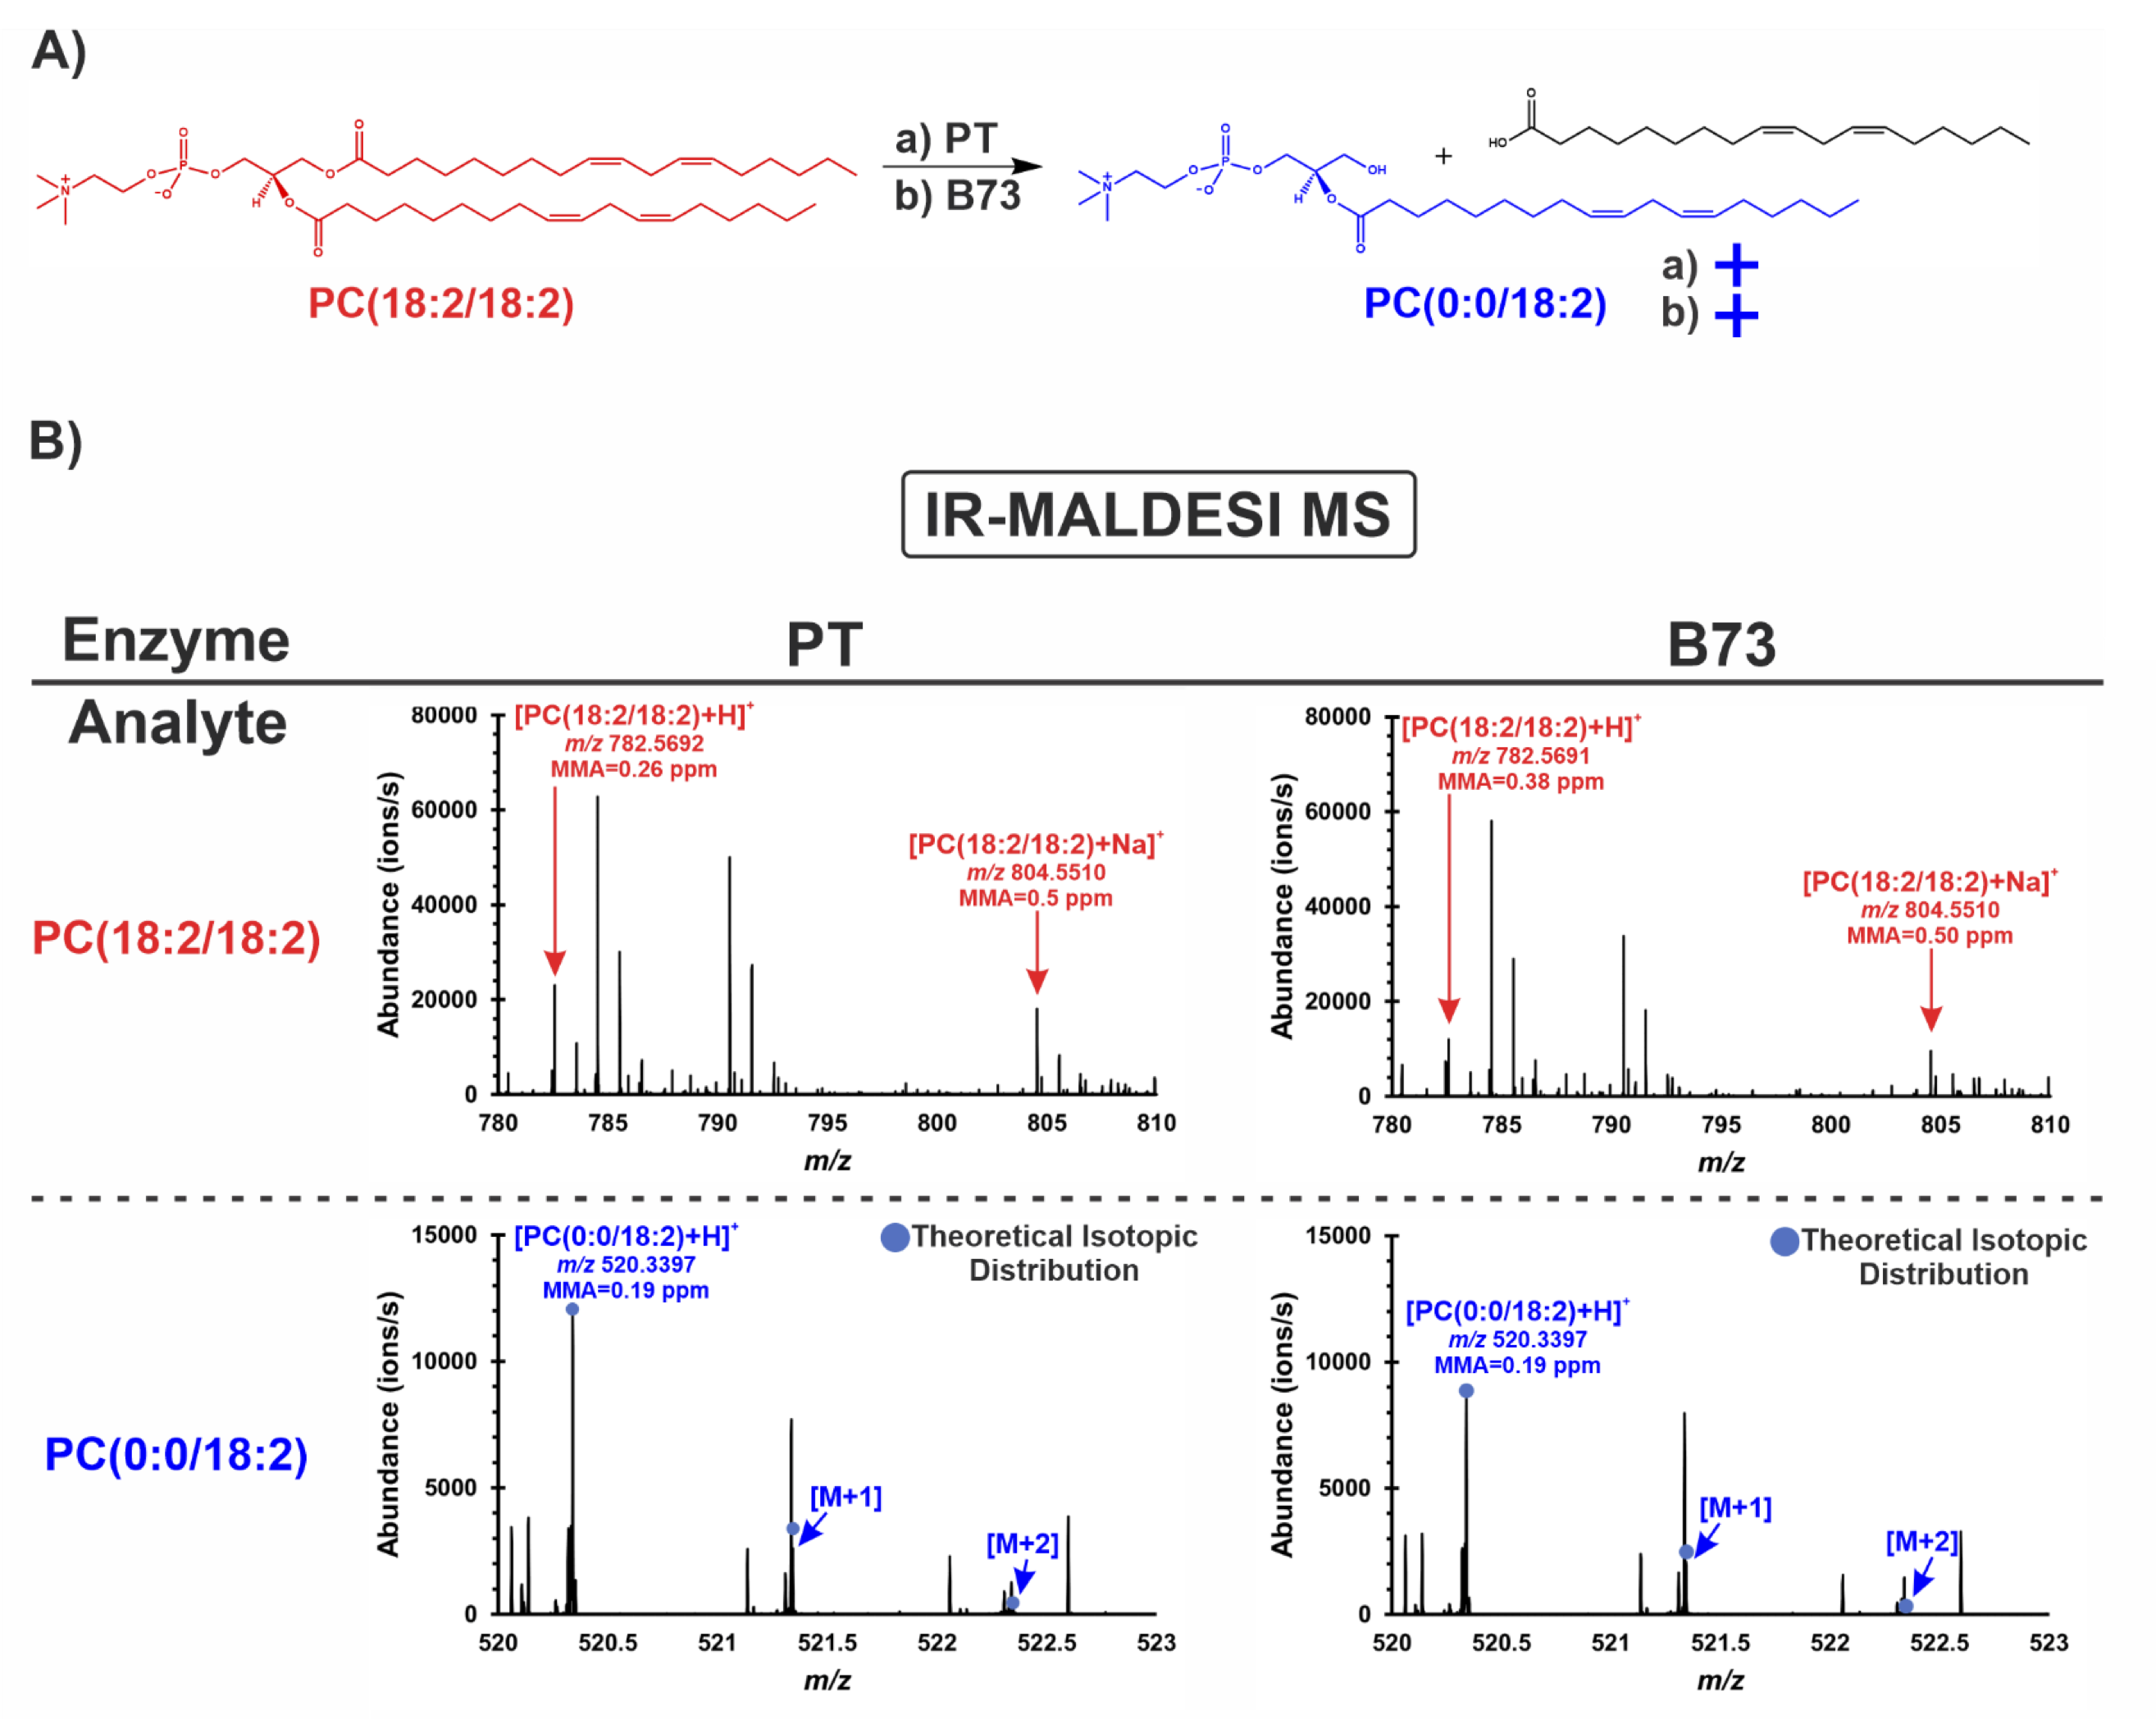 A)
a) PT
b) B73
+
PC(18:2/18:2)
PC(0:0/18:2)
a) +
b) +
N+
O
P
O
-O
O
H
O
O
O
O
N+
O
P
O
-O
O
H
O
O
OH
HO
O
B)
IR-MALDESI MS
Enzyme PT B73
Analyte
PC(18:2/18:2)
[PC(18:2/18:2)+H]+
m/z 782.5692
MMA=0.26 ppm
[PC(18:2/18:2)+Na]+
m/z 804.5510
MMA=0.5 ppm
Abundance (ions/s)
80000
60000
40000
20000
0
780 785 790 795 800 805 810
m/z
[PC(18:2/18:2)+H]+
m/z 782.5691
MMA=0.38 ppm
[PC(18:2/18:2)+Na]+
m/z 804.5510
MMA=0.50 ppm
Abundance (ions/s)
80000
60000
40000
20000
0
780 785 790 795 800 805 810
m/z
PC(0:0/18:2)
[PC(0:0/18:2)+H]+
m/z 520.3397
MMA=0.19 ppm
Theoretical Isotopic
Distribution
[M+1]
[M+2]
Abundance (ions/s)
15000
10000
5000
0
520 520.5 521 521.5 522 522.5 523
m/z
[PC(0:0/18:2)+H]+
m/z 520.3397
MMA=0.19 ppm
Theoretical Isotopic
Distribution
[M+1]
[M+2]
Abundance (ions/s)
15000
10000
5000
0
520 520.5 521 521.5 522 522.5 523
m/z